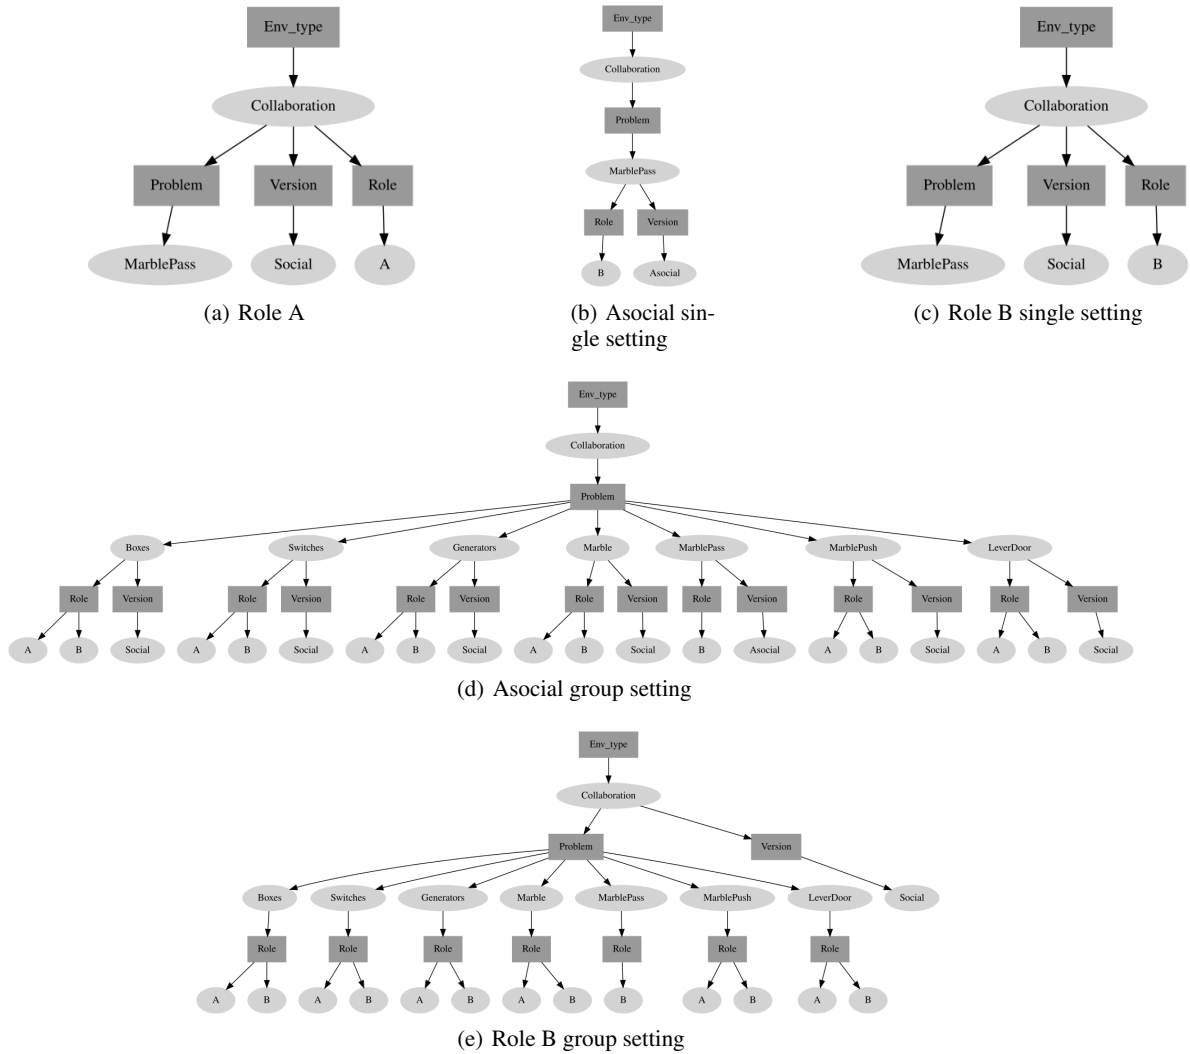 Env_type
Collaboration
Problem Version Role
MarblePass Social A
(a) Role A
Env_type
Collaboration
Problem
MarblePass
Role Version
B Asocial
(b) Asocial sin-
gle setting
Env_type
Collaboration
Problem Version Role
MarblePass Social B
(c) Role B single setting
Env_type
Collaboration
Problem
Boxes Switches Generators Marble MarblePass MarblePush LeverDoor
Role Version Role Version Role Version Role Version Role Version Role Version Role Version
A B Social A B Social A B Social A B Social B Asocial A B Social A B Social
(d) Asocial group setting
Env_type
Collaboration
Problem Version
Boxes Switches Generators Marble MarblePass MarblePush LeverDoor Social
Role Role Role Role Role Role Role
A B A B A B A B B A B A B
(e) Role B group setting